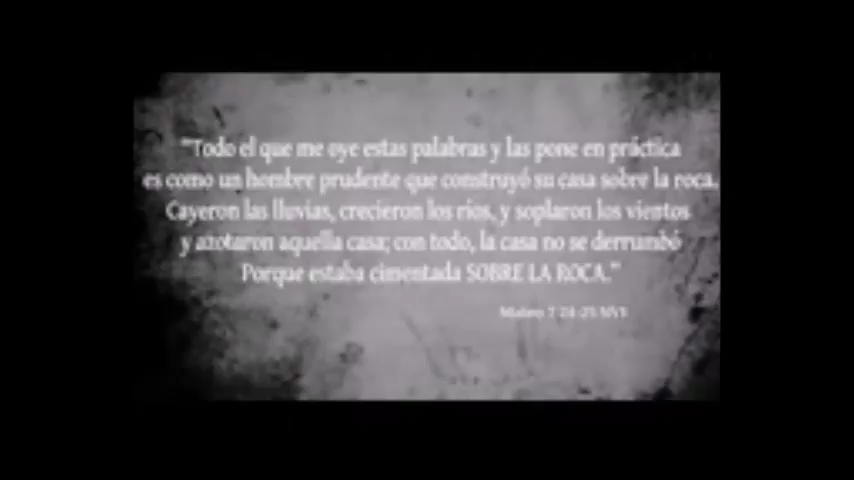 "Todo el que me oye estas palabras y las pone en práctica
es como un hombre prudente que construyó su casa sobre la roca.
Cayeron las lluvias, crecieron los ríos, y soplaron los vientos
y azotaron aquella casa; con todo, la casa no se derrumbó
Porque estaba cimentada SOBRE LA ROCA."
Mateo 7 24-25 NVI